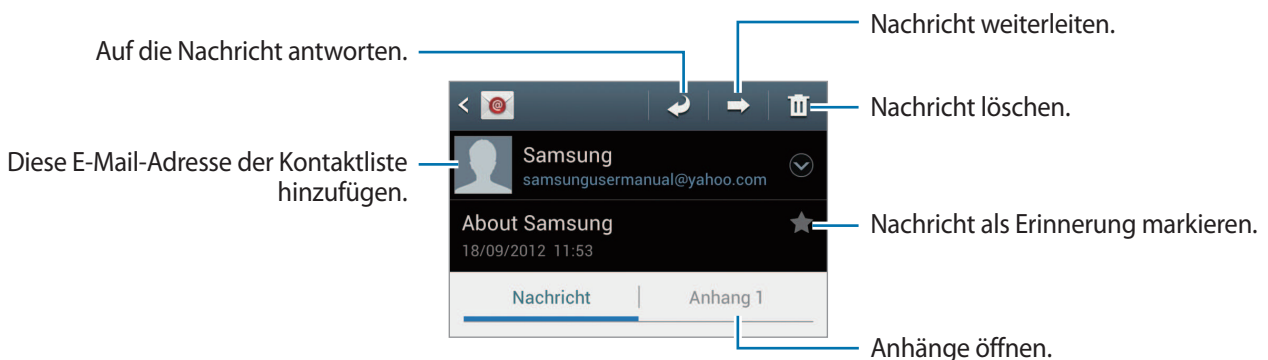 Nachricht weiterleiten.
Auf die Nachricht antworten.
Nachricht löschen.
Diese E-Mail-Adresse der Kontaktliste
hinzufügen.
@
Samsung
samsungusermanual@yahoo.com
About Samsung
18/09/2012 11:53
Nachricht als Erinnerung markieren.
Nachricht
Anhang 1
Anhänge öffnen.